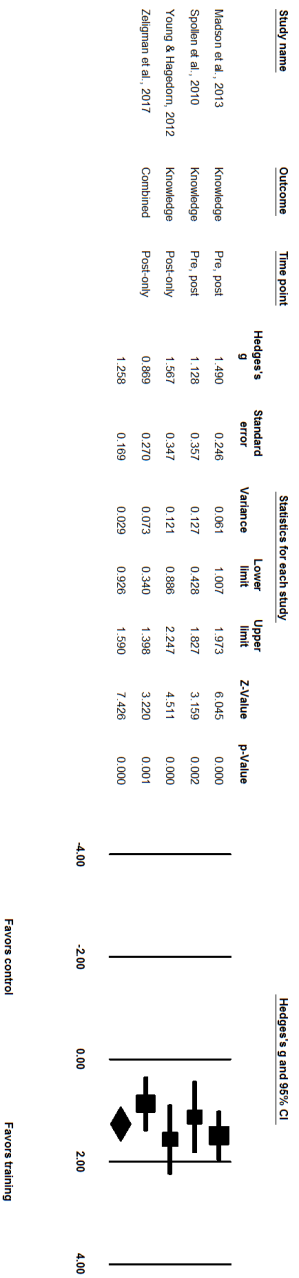 Study name Outcome Time point Statistics for each study Hedges's g and 95% CI
Hedges's g Standard error Variance Lower limit Upper limit Z-Value p-Value
Madson et al., 2013 Knowledge Pre, post 1.490 0.246 0.061 1.007 1.973 6.045 0.000
Spollen et al., 2010 Knowledge Pre, post 1.128 0.357 0.127 0.428 1.827 3.159 0.002
Young & Hagedorn, 2012 Knowledge Post-only 1.567 0.347 0.121 0.886 2.247 4.511 0.000
Zeligman et al., 2017 Combined Post-only 0.869 0.270 0.073 0.340 1.398 3.220 0.001
1.258 0.169 0.029 0.926 1.590 7.426 0.000
-4.00 -2.00 0.00 2.00 4.00
Favors control Favors training